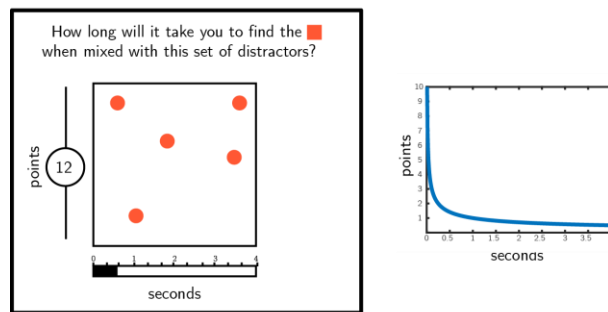 How long will it take you to find the
when mixed with this set of distractors?
points
12
0 1 2 3 4
seconds
10
9
8
7
6
5
4
3
2
1
points
0 0.5 1 1.5 2 2.5 3 3.5
seconds